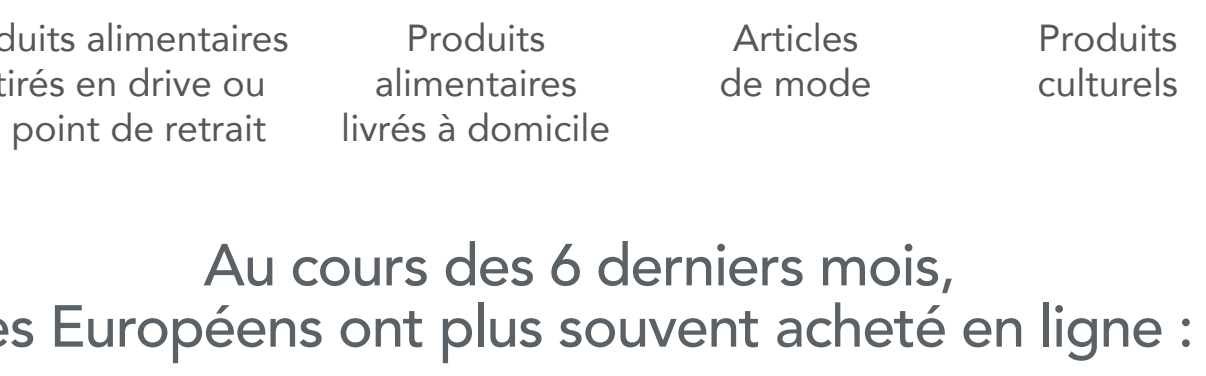 duits alimentaires
tirés en drive ou
point de retrait
Produits
alimentaires
livrés à domicile
Articles
de mode
Produits
culturels
Au cours des 6 derniers mois,
es Européens ont plus souvent acheté en ligne :